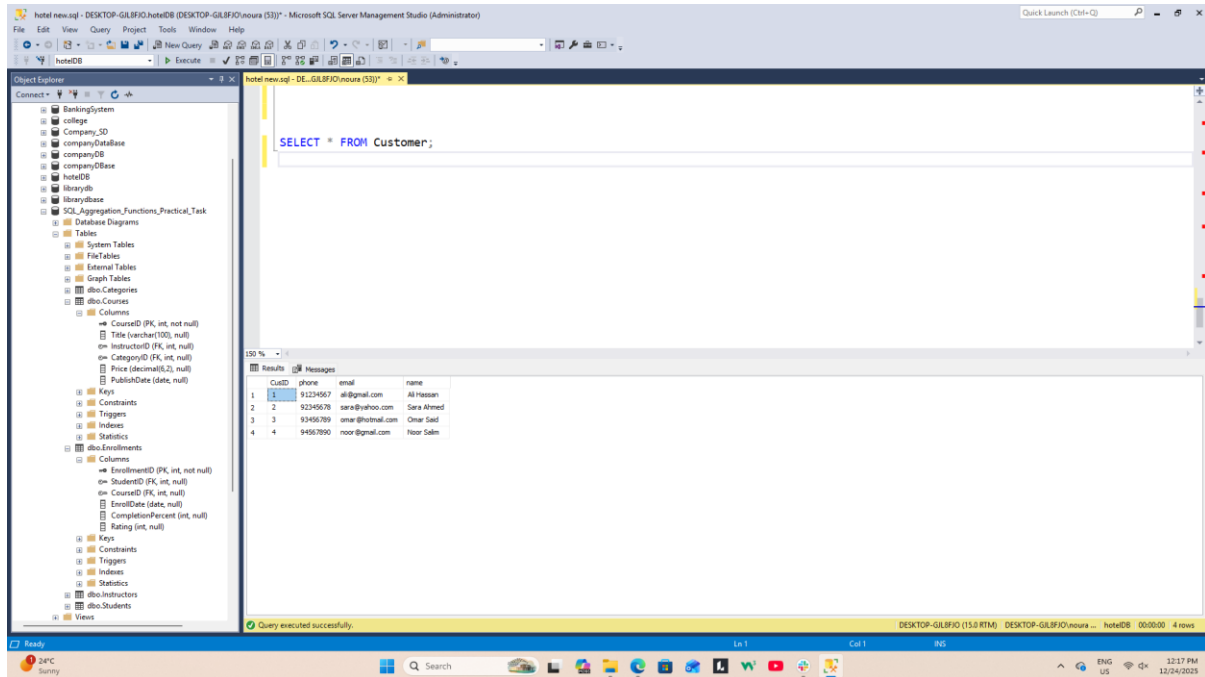 hotel new.sql - DESKTOP-GJL8FJO.hotelDB (DESKTOP-GJL8FJO\noura (53))* - Microsoft SQL Server Management Studio (Administrator)
Quick Launch (Ctrl+Q)
File Edit View Query Project Tools Window Help
New Query
hotelDB
Execute
Object Explorer
hotel new.sql - DE...GJL8FJO\noura (53))*
Connect
BankingSystem
college
Company_SD
companyDataBase
companyDB
companyDBase
hotelDB
librarydb
librarydbase
SQL_Aggregation_Functions_Practical_Task
Database Diagrams
Tables
System Tables
FileTables
External Tables
Graph Tables
dbo.Categories
dbo.Courses
Columns
CourseID (PK, int, not null)
Title (varchar(100), null)
InstructorID (FK, int, null)
CategoryID (FK, int, null)
Price (decimal(6,2), null)
PublishDate (date, null)
Keys
Constraints
Triggers
Indexes
Statistics
dbo.Enrollments
Columns
EnrollmentID (PK, int, not null)
StudentID (FK, int, null)
CourseID (FK, int, null)
EnrollDate (date, null)
CompletionPercent (int, null)
Rating (int, null)
Keys
Constraints
Triggers
Indexes
Statistics
dbo.Instructors
dbo.Students
Views
SELECT * FROM Customer;
150 %
Results Messages
CusID phone email name
1 1 91234567 ali@gmail.com Ali Hassan
2 2 92345678 sara@yahoo.com Sara Ahmed
3 3 93456789 omar@hotmail.com Omar Said
4 4 94567890 noor@gmail.com Noor Salim
Query executed successfully.
DESKTOP-GJL8FJO (15.0 RTM) DESKTOP-GJL8FJO\noura ... hotelDB 00:00:00 4 rows
Ready
Ln 1 Col 1 INS
1
24°C
Sunny
Search
ENG
US
12:17 PM
12/24/2025